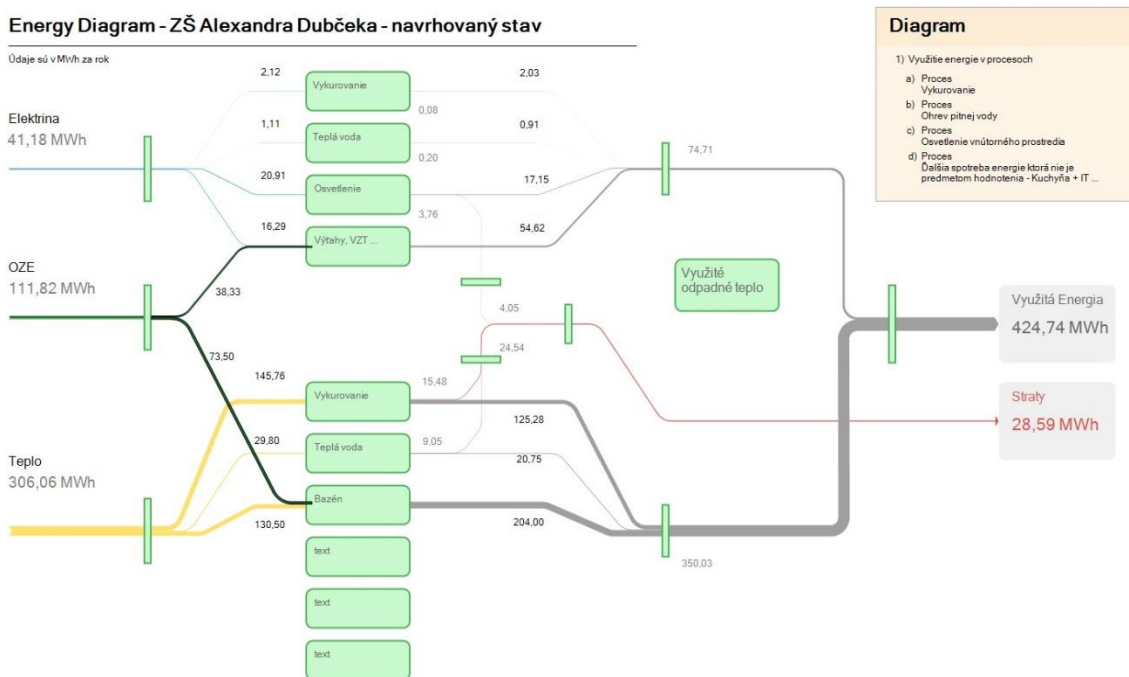 Energy Diagram - ZŠ Alexandra Dubčeka - navrhovaný stav
Údaje sú v MWh za rok
Diagram
1) Využitie energie v procesoch
a) Proces
Vykurovanie
b) Proces
Ohrev pitnej vody
c) Proces
Osvetlenie vnútorného prostredia
d) Proces
Ďalšia spotreba energie ktorá nie je
predmetom hodnotenia - Kuchyňa + IT ...
Elektrina
41,18 MWh
OZE
111,82 MWh
Teplo
306,06 MWh
2,12
Vykurovanie
2,03
0,08
1,11
Teplá voda
0,91
0,20
20,91
Osvetlenie
17,15
3,76
16,29
Výťahy, VZT ...
54,62
38,33
73,50
74,71
Využité
odpadné teplo
4,05
24,54
145,76
Vykurovanie
15,48
125,28
29,80
Teplá voda
9,05
20,75
130,50
Bazén
204,00
text
text
text
350,03
Využitá Energia
424,74 MWh
Straty
28,59 MWh